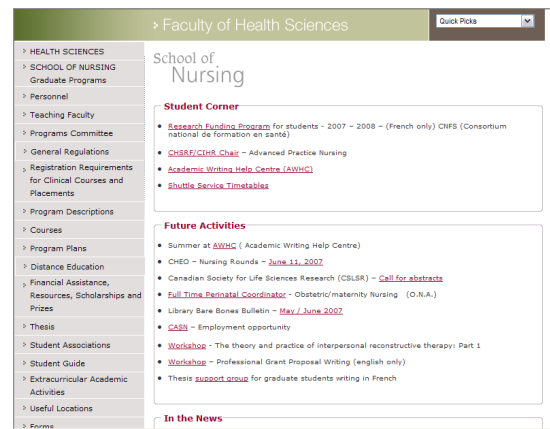 > Faculty of Health Sciences
Quick Picks
> HEALTH SCIENCES
> SCHOOL OF NURSING
Graduate Programs
> Personnel
> Teaching Faculty
> Programs Committee
> General Regulations
> Registration Requirements
for Clinical Courses and
Placements
> Program Descriptions
> Courses
> Program Plans
> Distance Education
> Financial Assistance,
Resources, Scholarships and
Prizes
> Thesis
> Student Associations
> Student Guide
> Extracurricular Academic
Activities
> Useful Locations
> Forms
School of
Nursing
Student Corner
• Research Funding Program for students - 2007 – 2008 – (French only) CNFS (Consortium
national de formation en santé)
• CHSRF/CIHR Chair – Advanced Practice Nursing
• Academic Writing Help Centre (AWHC)
• Shuttle Service Timetables
Future Activities
• Summer at AWHC ( Academic Writing Help Centre)
• CHEO – Nursing Rounds – June 11, 2007
• Canadian Society for Life Sciences Research (CSLSR) – Call for abstracts
• Full Time Perinatal Coordinator - Obstetric/maternity Nursing (O.N.A.)
• Library Bare Bones Bulletin – May / June 2007
• CASN – Employment opportunity
• Workshop - The theory and practice of interpersonal reconstructive therapy: Part 1
• Workshop – Professional Grant Proposal Writing (english only)
• Thesis support group for graduate students writing in French
In the News